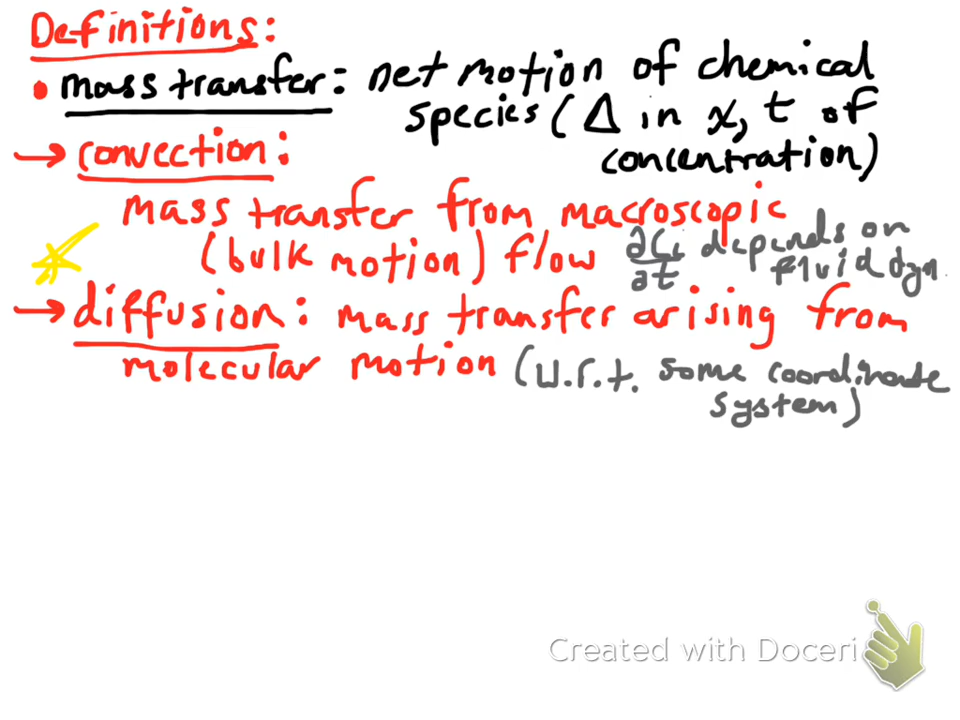 Definitions:
• mass transfer: net motion of chemical
species (Δ in x, t of
concentration)
→ convection:
mass transfer from macroscopic
(bulk motion) flow ∂Ci/∂t depends on
fluid dyn.
→ diffusion: mass transfer arising from
molecular motion (w.r.t. some coordinate
system)
Created with Doceri